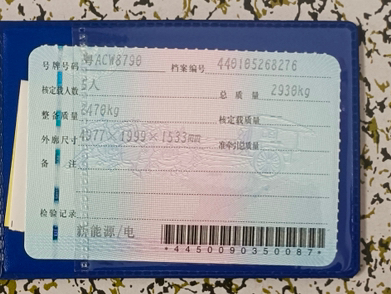 号牌号码 粤ACW8790 档案编号 440105268276
核定载人数 5人 总质量 2930kg
整备质量 2470kg 核定载质量
外廓尺寸 4977×1999×1533mm 准牵引总质量
备注
检验记录
新能源/电
*4450090350087*